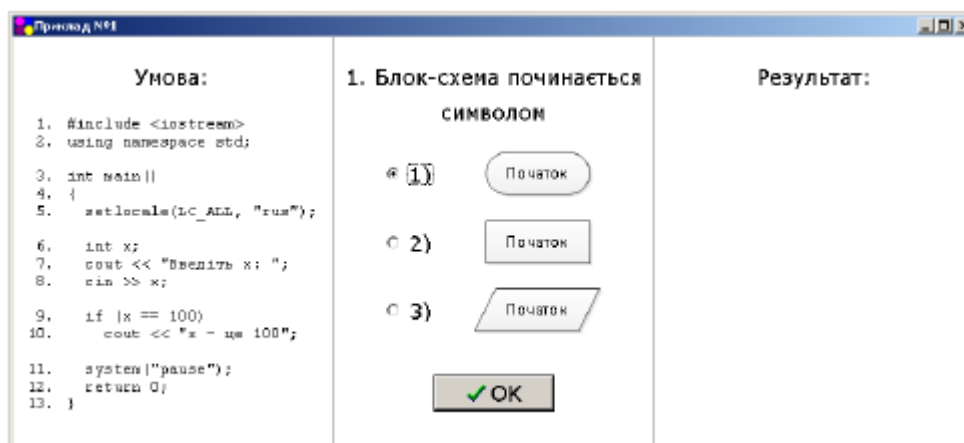 Приклад №1
Умова:
1. #include <iostream>
2. using namespace std;
3. int main()
4. {
5. setlocale(LC_ALL, "rus");
6. int x;
7. cout << "Введіть x: ";
8. cin >> x;
9. if (x == 100)
10. cout << "x - це 100";
11. system("pause");
12. return 0;
13. }
1. Блок-схема починається
символом
1) Початок
2) Початок
3) Початок
OK
Результат: